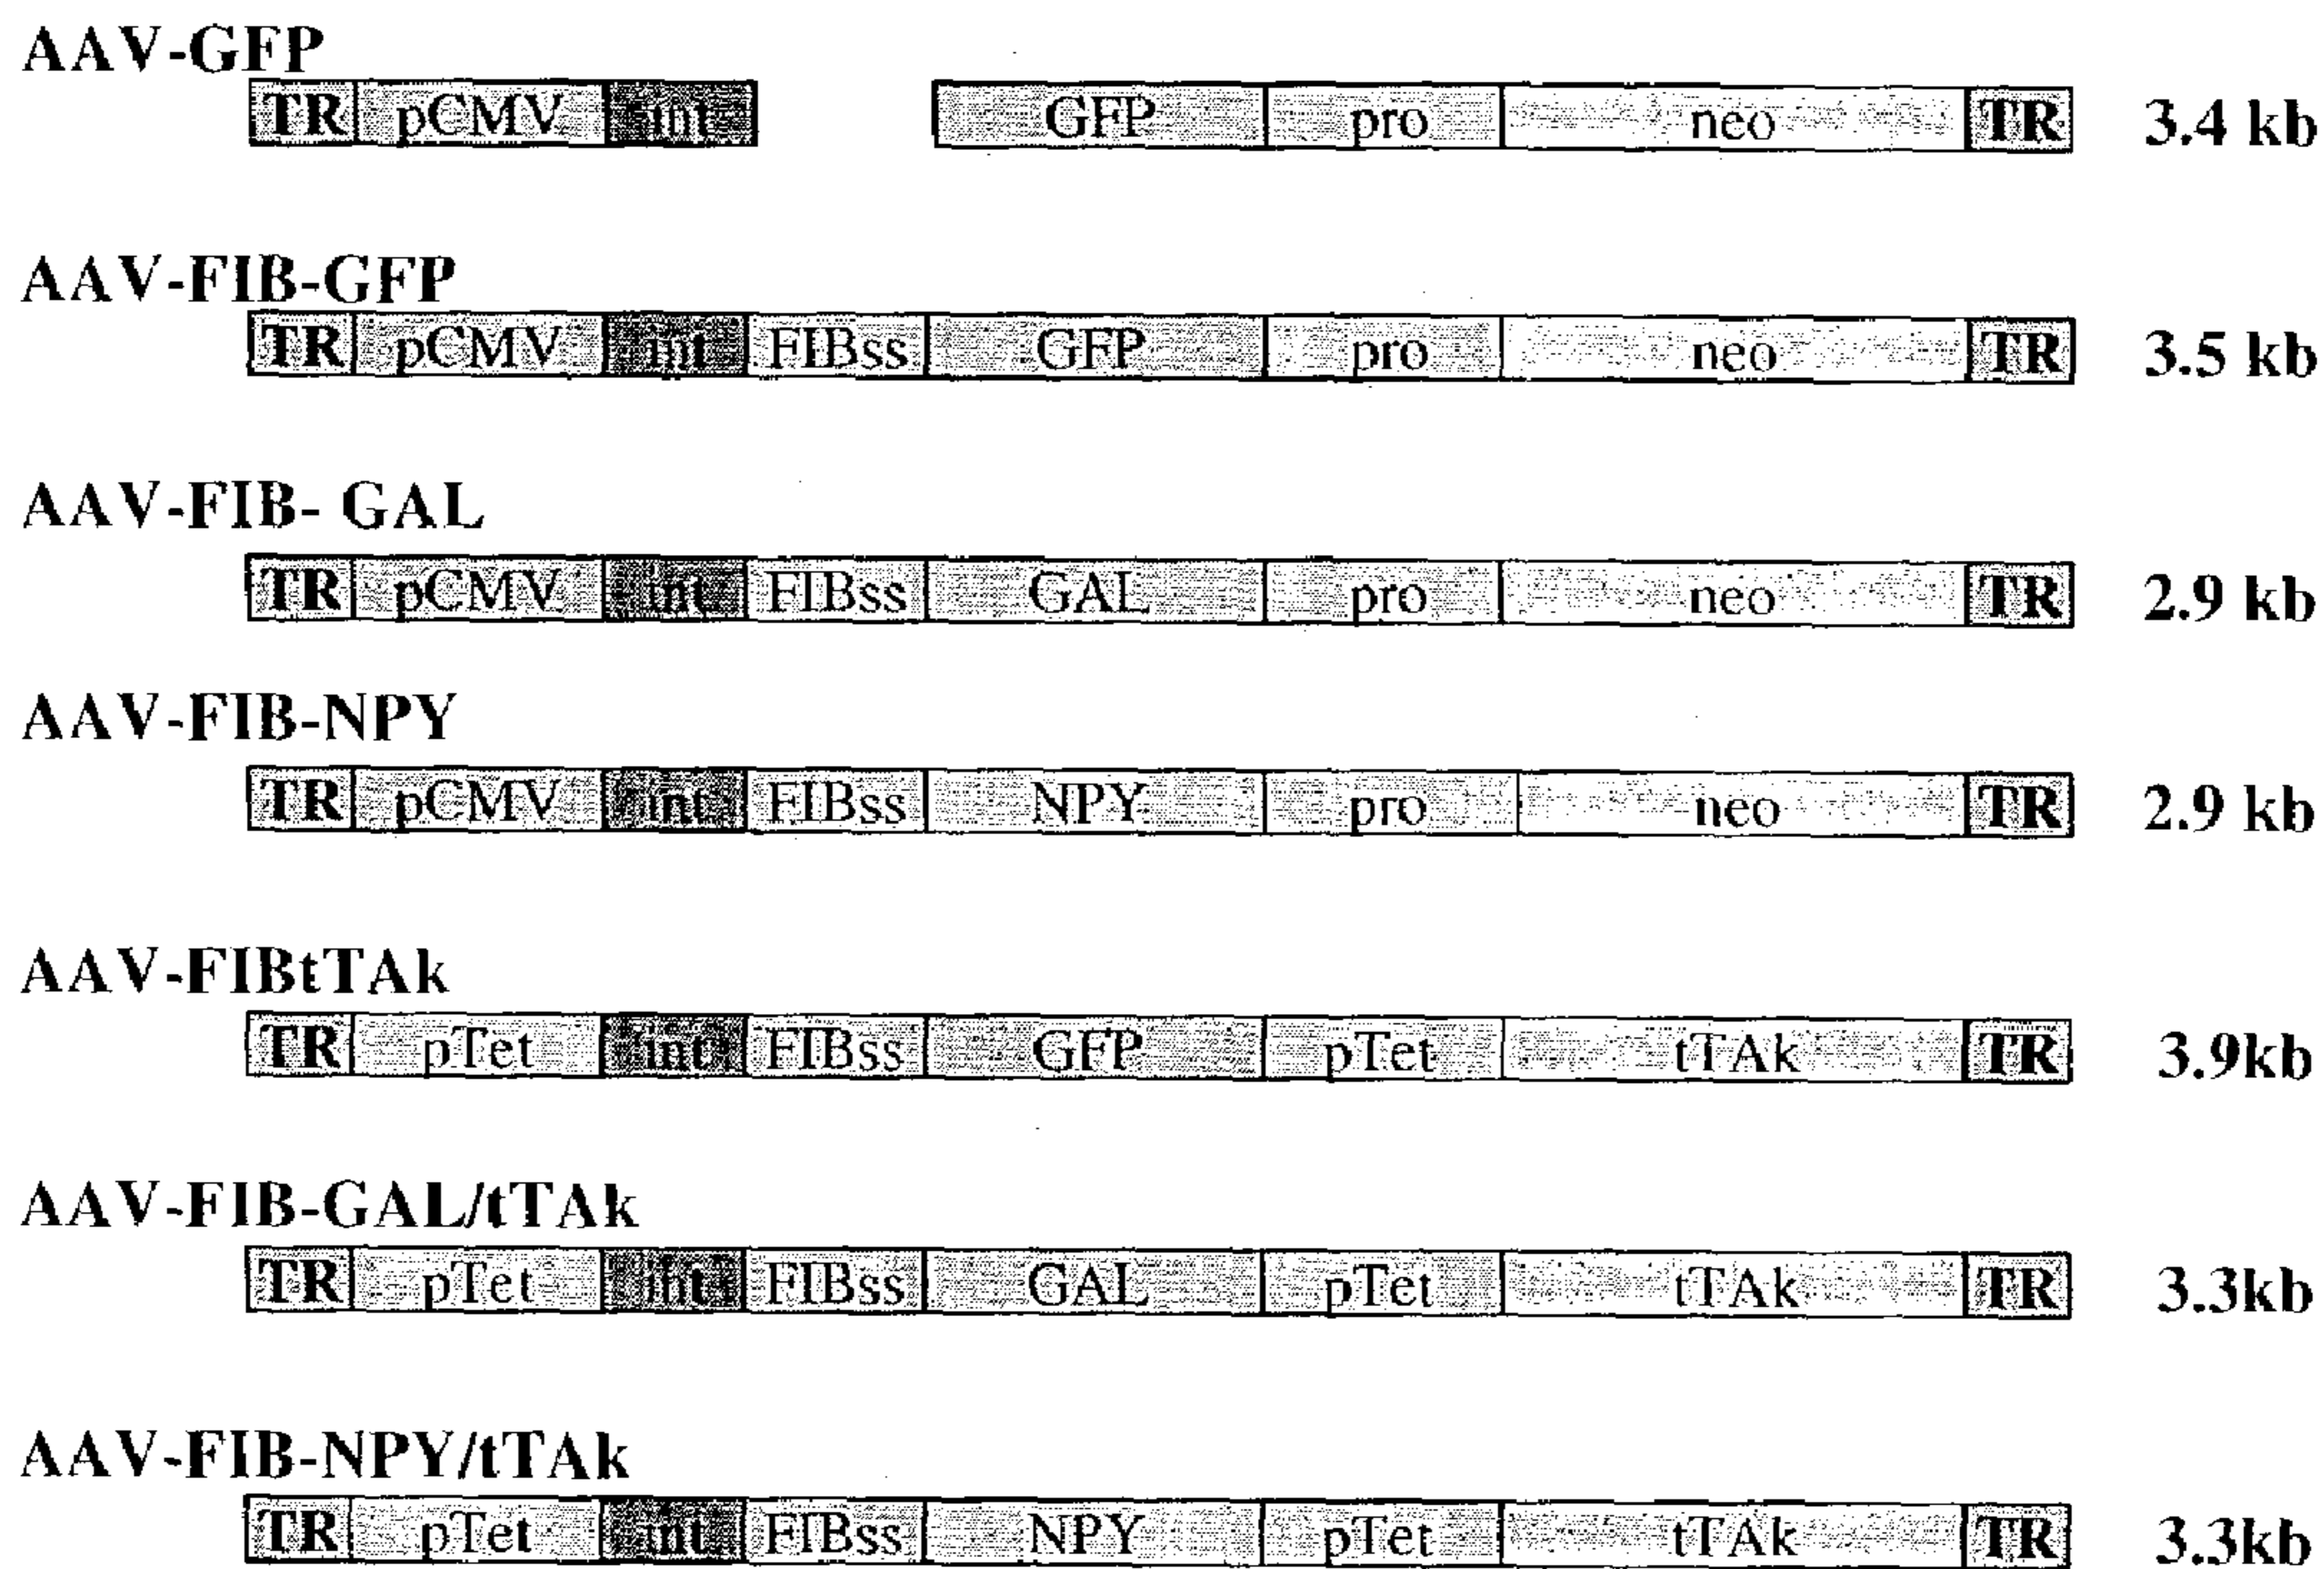 AAV-GFP
TR pCMV int GFP pro neo TR 3.4 kb
AAV-FIB-GFP
TR pCMV int FIBss GFP pro neo TR 3.5 kb
AAV-FIB- GAL
TR pCMV int FIBss GAL pro neo TR 2.9 kb
AAV-FIB-NPY
TR pCMV int FIBss NPY pro neo TR 2.9 kb
AAV-FIBtTAk
TR pTet int FIBss GFP pTet tTAk TR 3.9kb
AAV-FIB-GAL/tTAk
TR pTet int FIBss GAL pTet tTAk TR 3.3kb
AAV-FIB-NPY/tTAk
TR pTet int FIBss NPY pTet tTAk TR 3.3kb